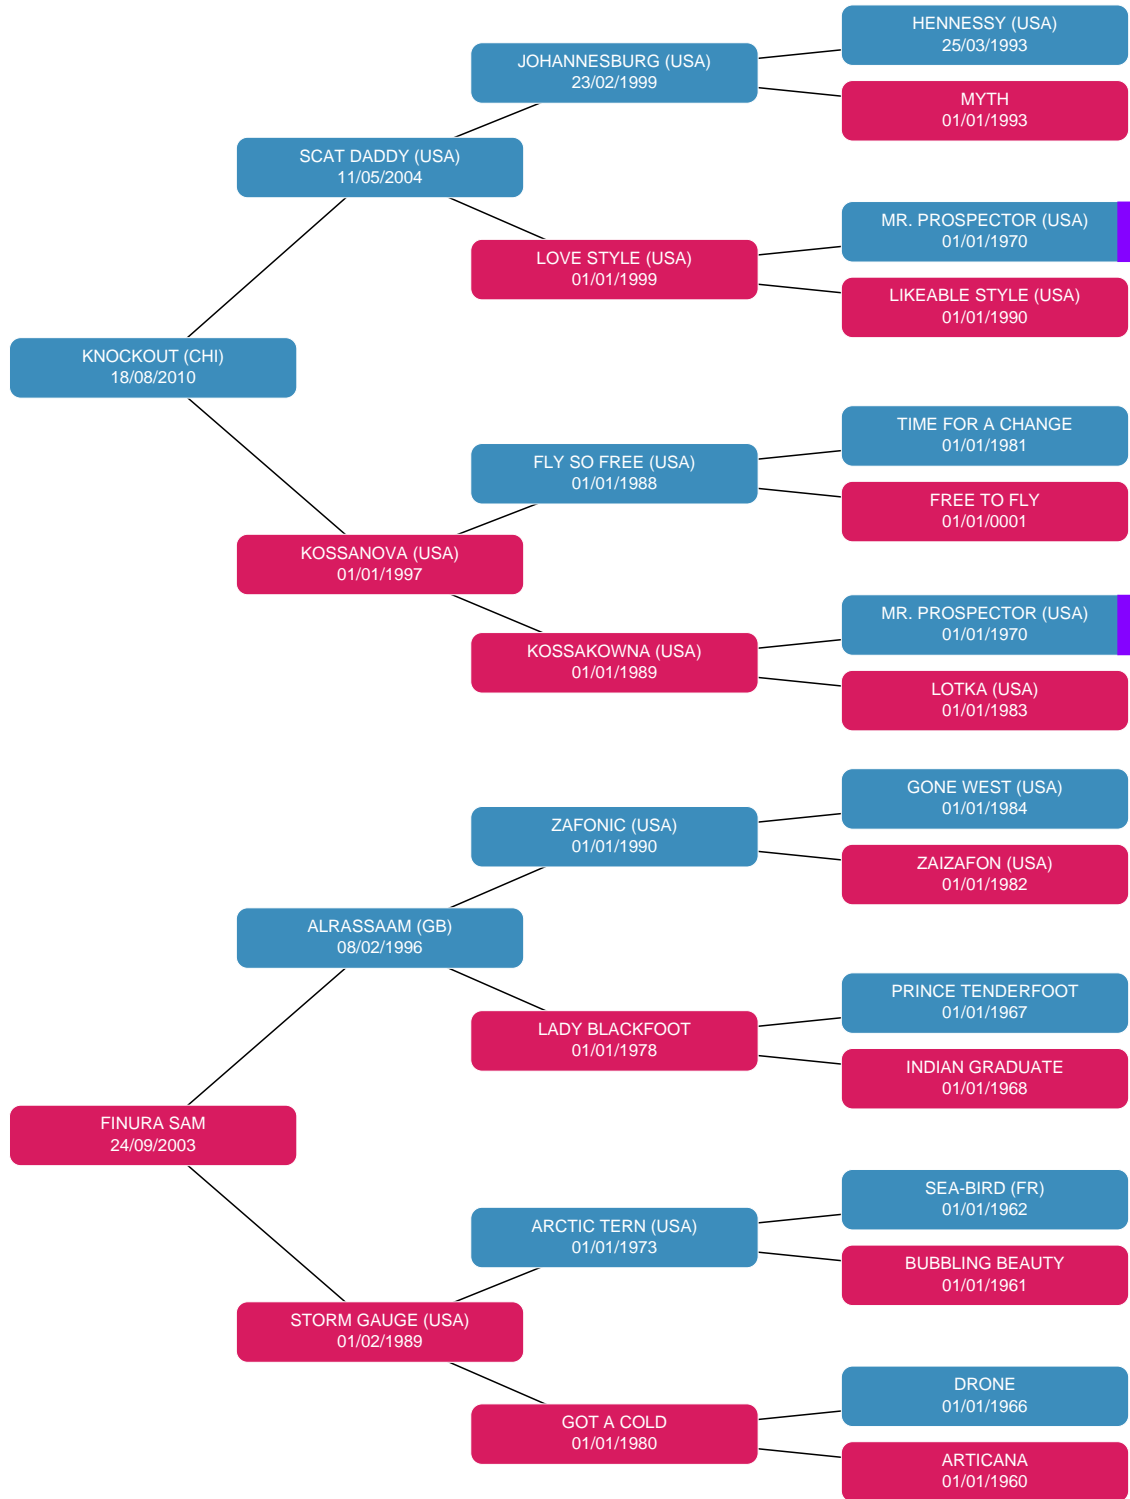 HENNESSY (USA)
25/03/1993
JOHANNESBURG (USA)
23/02/1999
MYTH
01/01/1993
SCAT DADDY (USA)
11/05/2004
MR. PROSPECTOR (USA)
01/01/1970
LOVE STYLE (USA)
01/01/1999
LIKEABLE STYLE (USA)
01/01/1990
KNOCKOUT (CHI)
18/08/2010
TIME FOR A CHANGE
01/01/1981
FLY SO FREE (USA)
01/01/1988
FREE TO FLY
01/01/0001
KOSSANOVA (USA)
01/01/1997
MR. PROSPECTOR (USA)
01/01/1970
KOSSAKOWNA (USA)
01/01/1989
LOTKA (USA)
01/01/1983
GONE WEST (USA)
01/01/1984
ZAFONIC (USA)
01/01/1990
ZAIZAFON (USA)
01/01/1982
ALRASSAAM (GB)
08/02/1996
PRINCE TENDERFOOT
01/01/1967
LADY BLACKFOOT
01/01/1978
INDIAN GRADUATE
01/01/1968
FINURA SAM
24/09/2003
SEA-BIRD (FR)
01/01/1962
ARCTIC TERN (USA)
01/01/1973
BUBBLING BEAUTY
01/01/1961
STORM GAUGE (USA)
01/02/1989
DRONE
01/01/1966
GOT A COLD
01/01/1980
ARTICANA
01/01/1960